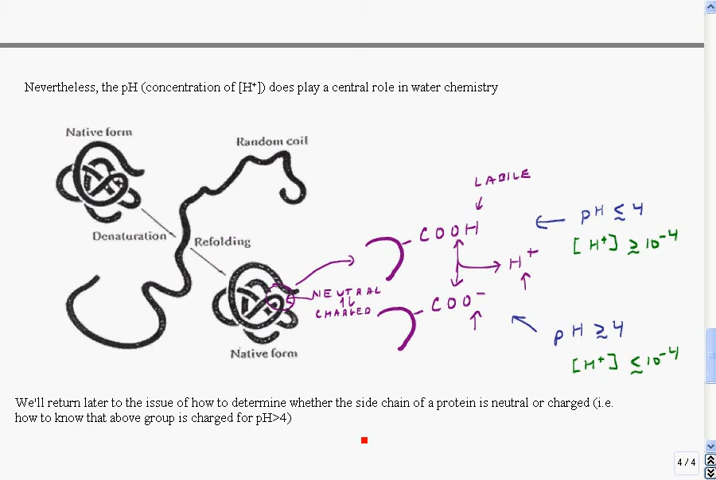 Nevertheless, the pH (concentration of [H⁺]) does play a central role in water chemistry
Native form
Random coil
LABILE
COOH
pH ≤ 4
[H⁺] ≥ 10⁻⁴
Denaturation
Refolding
H⁺
NEUTRAL
CHARGED
COO⁻
pH ≥ 4
[H⁺] ≤ 10⁻⁴
Native form
We'll return later to the issue of how to determine whether the side chain of a protein is neutral or charged (i.e.
how to know that above group is charged for pH>4)
4 / 4